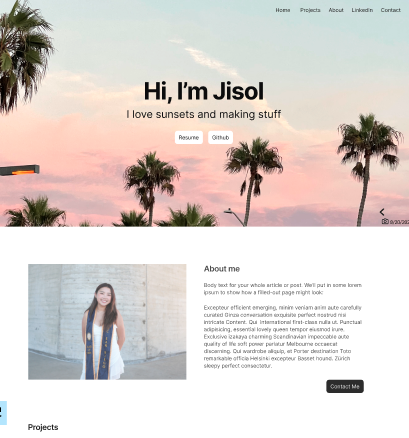 Home Projects About LinkedIn Contact
Hi, I'm Jisol
I love sunsets and making stuff
Resume Github
About me
Body text for your whole article or post. We'll put in some lorem
ipsum to show how a filled-out page might look:
Excepteur efficient emerging, minim veniam anim aute carefully
curated Ginza conversation exquisite perfect nostrud nisi
intricate Content. Qui international first-class nulla ut. Punctual
adipisicing, essential lovely queen tempor eiusmod irure.
Exclusive izakaya charming Scandinavian impeccable aute
quality of life soft power pariatur Melbourne occaecat
discerning. Qui wardrobe aliquip, et Porter destination Toto
remarkable officia Helsinki excepteur Basset hound. Zürich
sleepy perfect consectetur.
Contact Me
Projects